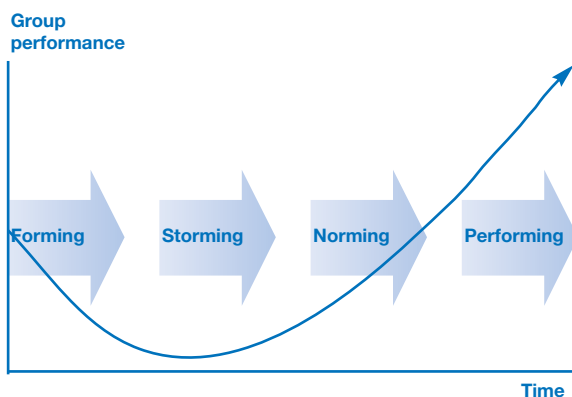 Group
performance
Forming
Storming
Norming
Performing
Time